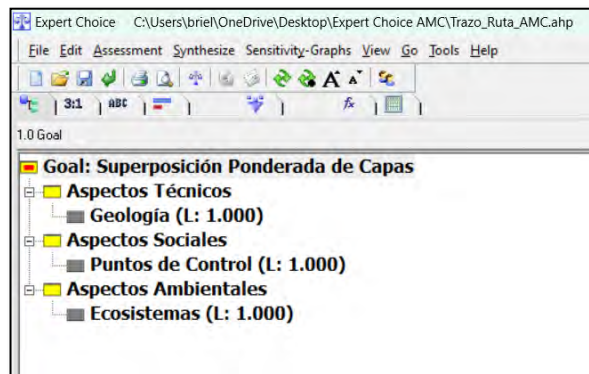 Expert Choice C:\Users\briel\OneDrive\Desktop\Expert Choice AMC\Trazo_Ruta_AMC.ahp
File Edit Assessment Synthesize Sensitivity-Graphs View Go Tools Help
A A
3:1 ABC fx
1.0 Goal
Goal: Superposición Ponderada de Capas
Aspectos Técnicos
Geología (L: 1.000)
Aspectos Sociales
Puntos de Control (L: 1.000)
Aspectos Ambientales
Ecosistemas (L: 1.000)